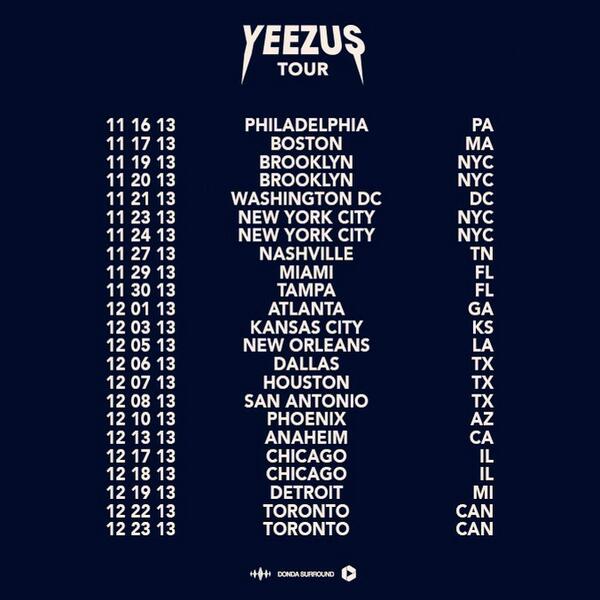 YEEZUS
TOUR
11 16 13 PHILADELPHIA PA
11 17 13 BOSTON MA
11 19 13 BROOKLYN NYC
11 20 13 BROOKLYN NYC
11 21 13 WASHINGTON DC DC
11 23 13 NEW YORK CITY NYC
11 24 13 NEW YORK CITY NYC
11 27 13 NASHVILLE TN
11 29 13 MIAMI FL
11 30 13 TAMPA FL
12 01 13 ATLANTA GA
12 03 13 KANSAS CITY KS
12 05 13 NEW ORLEANS LA
12 06 13 DALLAS TX
12 07 13 HOUSTON TX
12 08 13 SAN ANTONIO TX
12 10 13 PHOENIX AZ
12 13 13 ANAHEIM CA
12 17 13 CHICAGO IL
12 18 13 CHICAGO IL
12 19 13 DETROIT MI
12 22 13 TORONTO CAN
12 23 13 TORONTO CAN
DONDA SURROUND